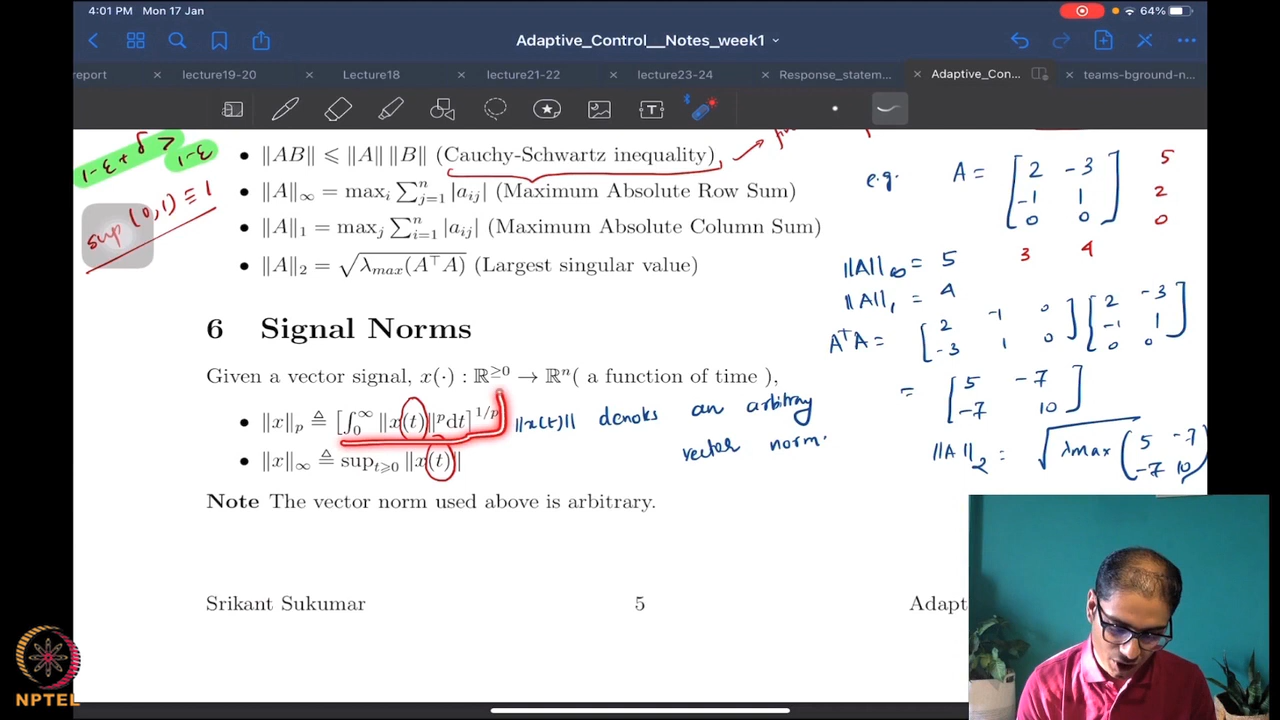 4:01 PM Mon 17 Jan
64%
Adaptive_Control__Notes_week1
report
lecture19-20
Lecture18
lecture21-22
lecture23-24
Response_statem...
Adaptive_Con...
teams-bground-n...
1-ε+δ > 1-ε
sup (0,1) ≡ 1
• ‖AB‖ ⩽ ‖A‖ ‖B‖ (Cauchy-Schwartz inequality)
• ‖A‖∞ = maxᵢ ∑ⁿⱼ₌₁ |aᵢⱼ| (Maximum Absolute Row Sum)
• ‖A‖₁ = maxⱼ ∑ⁿᵢ₌₁ |aᵢⱼ| (Maximum Absolute Column Sum)
• ‖A‖₂ = √λmax(A⊤A) (Largest singular value)
6 Signal Norms
Given a vector signal, x(·) : ℝ≥0 → ℝⁿ( a function of time ),
• ‖x‖ₚ ≜ [∫₀^∞ ‖x(t)‖ᵖdt]^1/p
‖x(t)‖ denotes an arbitrary
vector norm.
• ‖x‖∞ ≜ sup t⩾0 ‖x(t)‖
Note The vector norm used above is arbitrary.
Srikant Sukumar
5
Adapt
e.g. A = [2 -3
-1 1
0 0]
5
2
0
3 4
‖A‖∞ = 5
‖A‖₁ = 4
A⊤A = [2 -1 0
-3 1 0] [2 -3
-1 1
0 0]
= [5 -7
-7 10]
‖A‖₂ = √λmax (5 -7
-7 10)
NPTEL